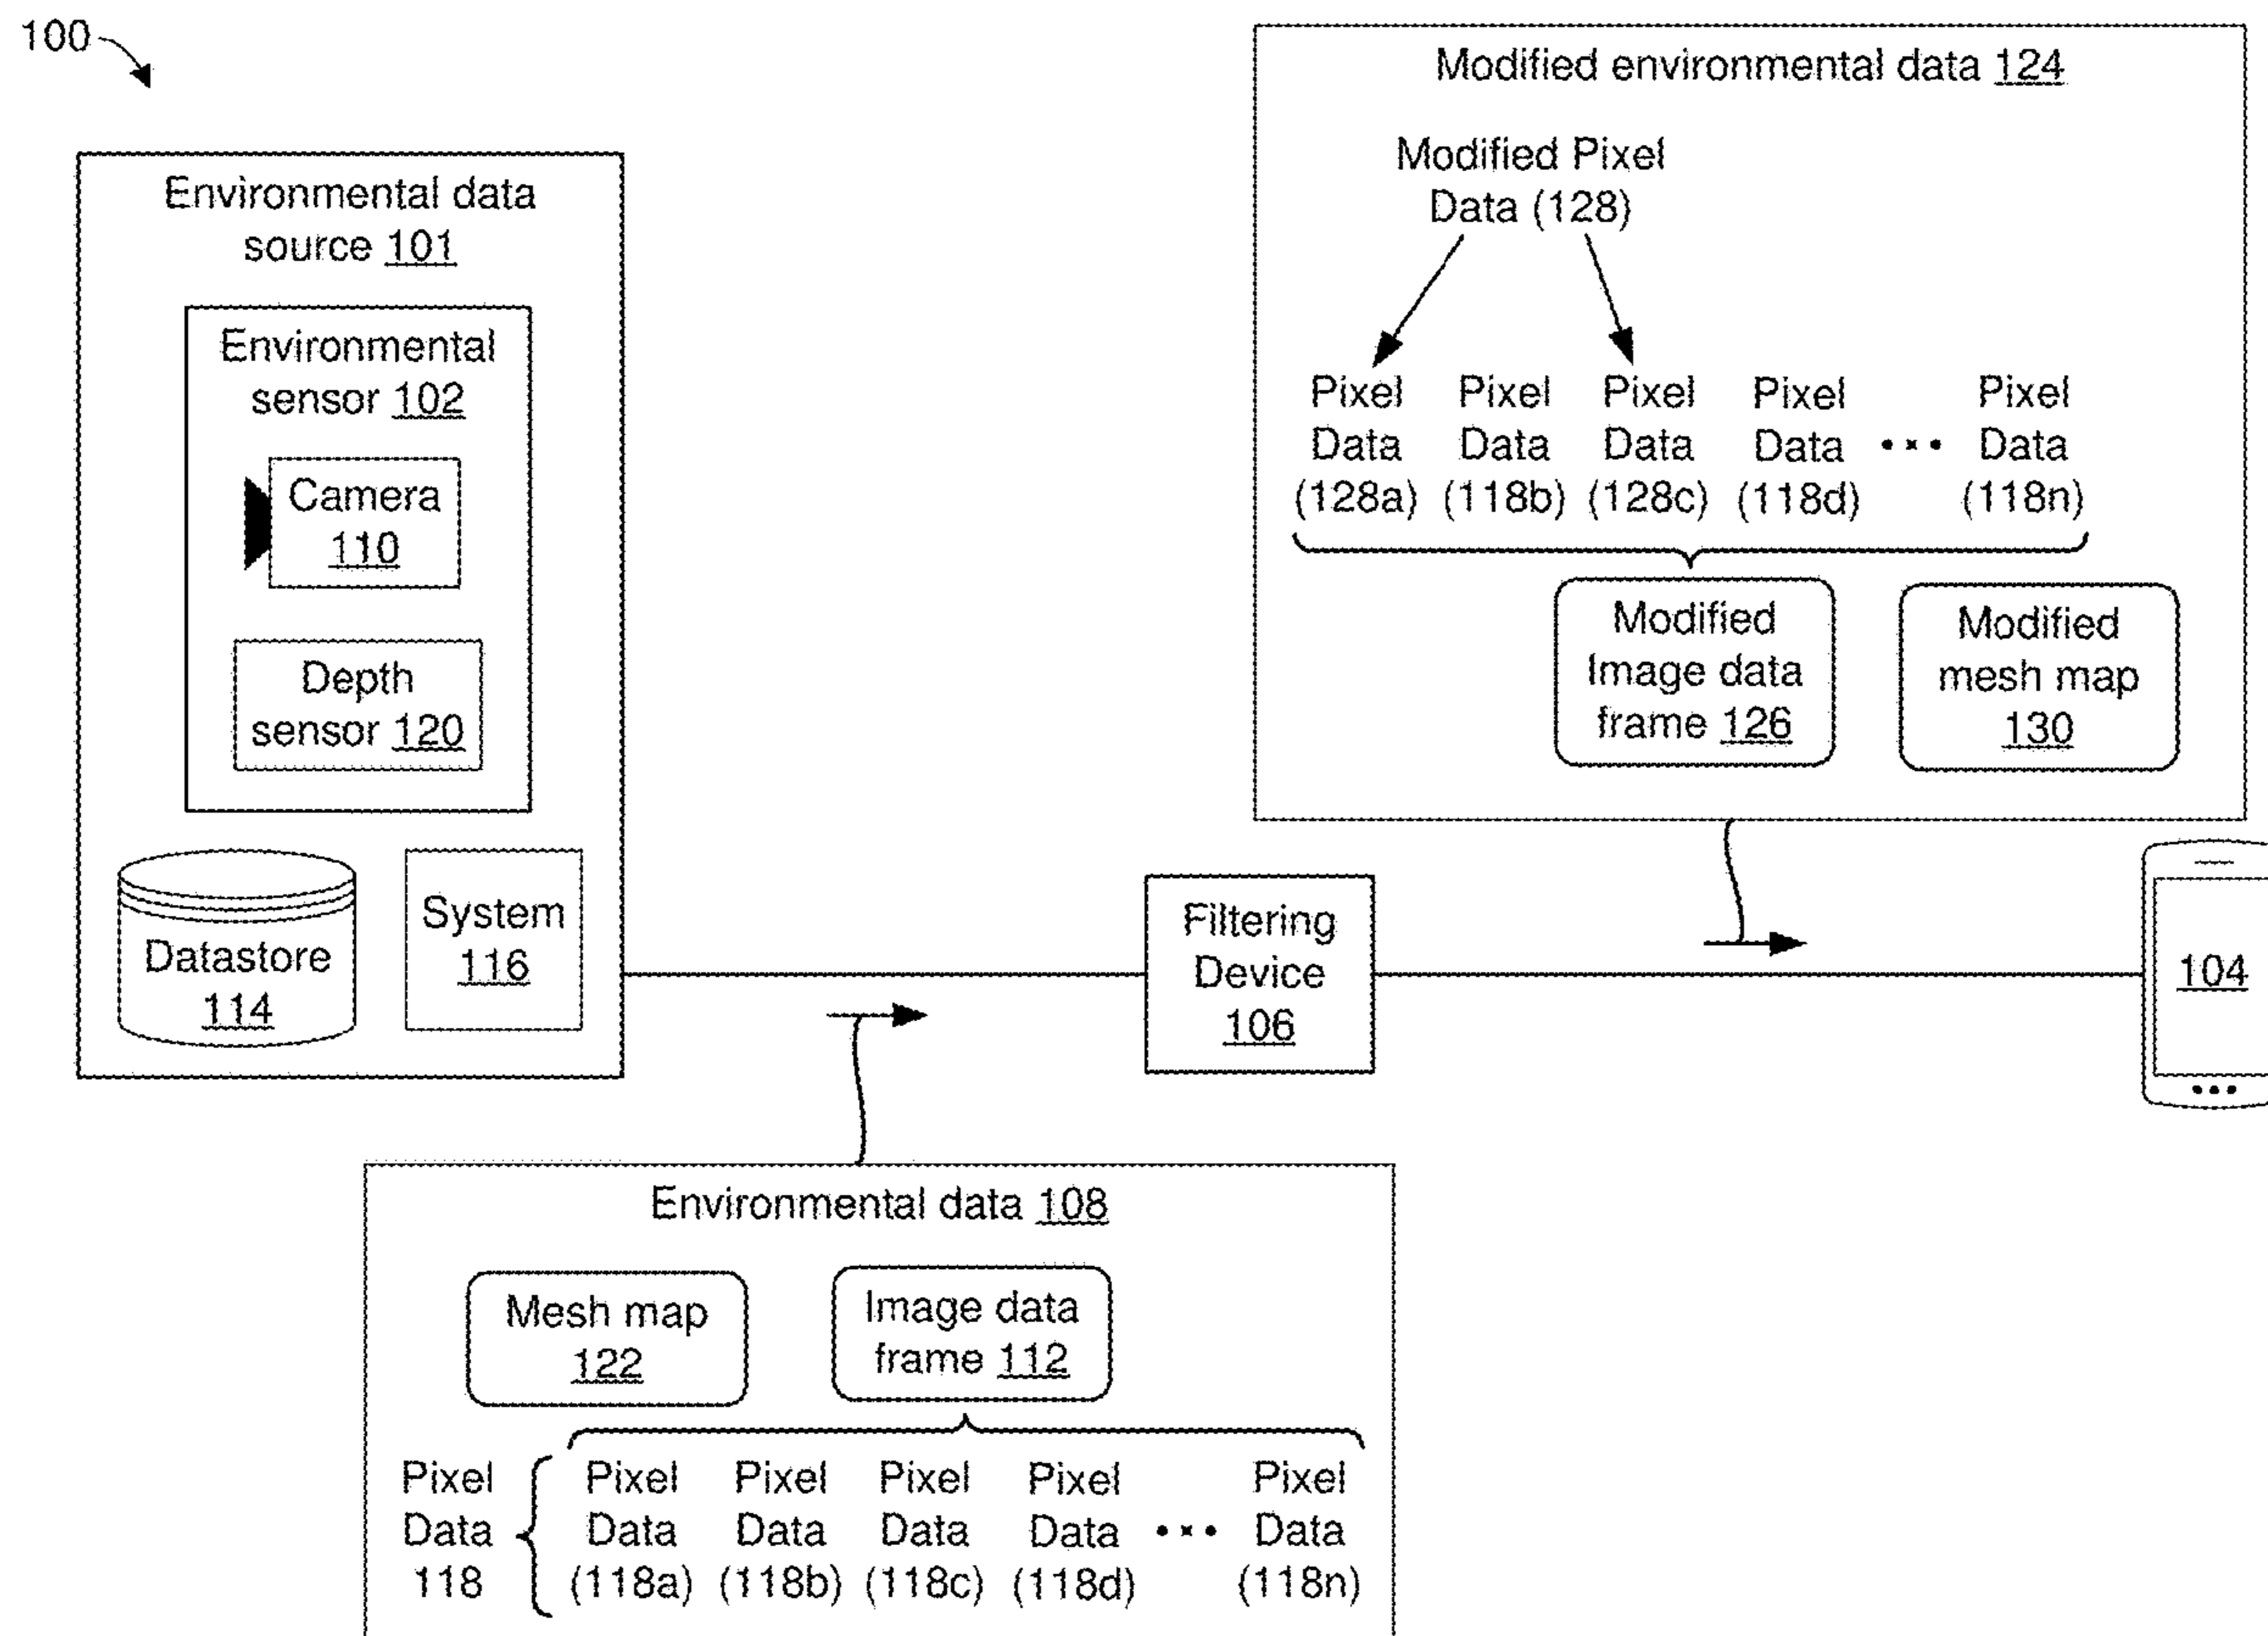 100
Environmental data
source 101
Environmental
sensor 102
Camera
110
Depth
sensor 120
Datastore
114
System
116
Modified environmental data 124
Modified Pixel
Data (128)
Pixel Pixel Pixel Pixel Pixel
Data Data Data Data ••• Data
(128a) (118b) (128c) (118d) (118n)
Modified
Image data
frame 126
Modified
mesh map
130
Filtering
Device
106
104
Environmental data 108
Mesh map
122
Image data
frame 112
Pixel
Data
118
Pixel Pixel Pixel Pixel Pixel
Data Data Data Data ••• Data
(118a) (118b) (118c) (118d) (118n)